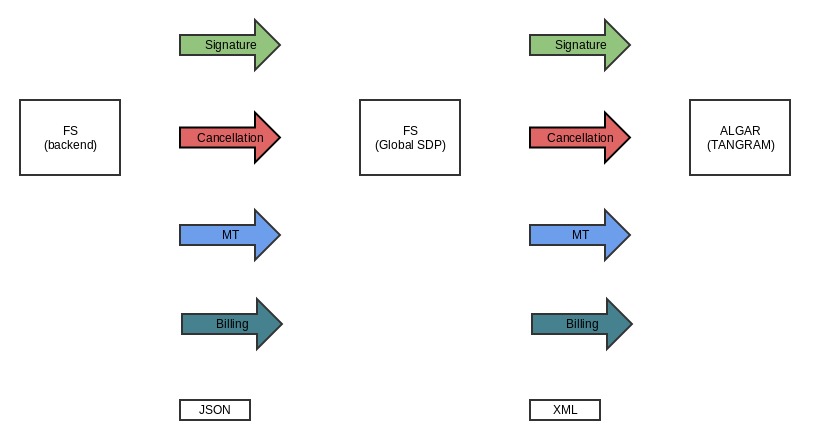 Signature
Signature
FS
(backend)
Cancellation
FS
(Global SDP)
Cancellation
ALGAR
(TANGRAM)
MT
MT
Billing
Billing
JSON
XML